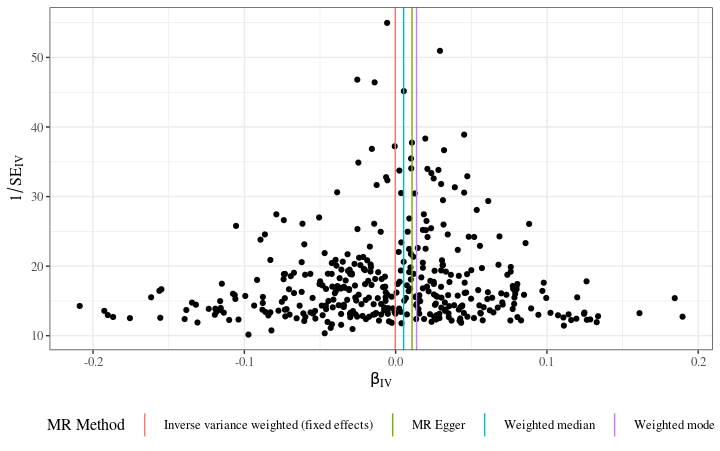 50
40
30
20
10
1/SE_IV
-0.2 -0.1 0.0 0.1 0.2
β_IV
MR Method Inverse variance weighted (fixed effects) MR Egger Weighted median Weighted mode